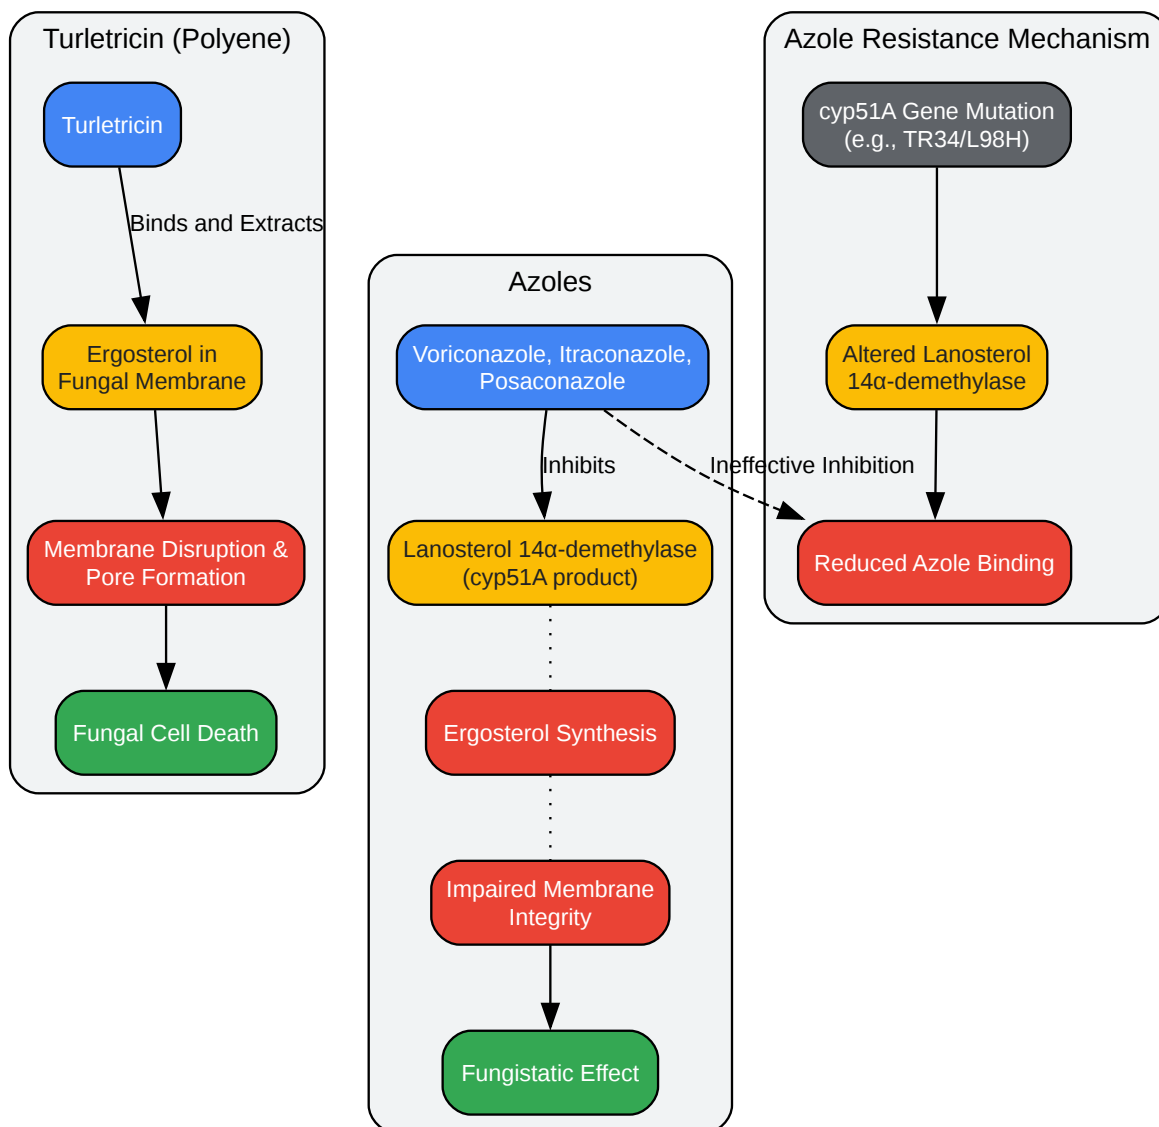 Turletricin (Polyene)
Turletricin
Binds and Extracts
Ergosterol in
Fungal Membrane
Membrane Disruption &
Pore Formation
Fungal Cell Death
Azoles
Voriconazole, Itraconazole,
Posaconazole
Inhibits
Ineffective Inhibition
Lanosterol 14α-demethylase
(cyp51A product)
Ergosterol Synthesis
Impaired Membrane
Integrity
Fungistatic Effect
Azole Resistance Mechanism
cyp51A Gene Mutation
(e.g., TR34/L98H)
Altered Lanosterol
14α-demethylase
Reduced Azole Binding